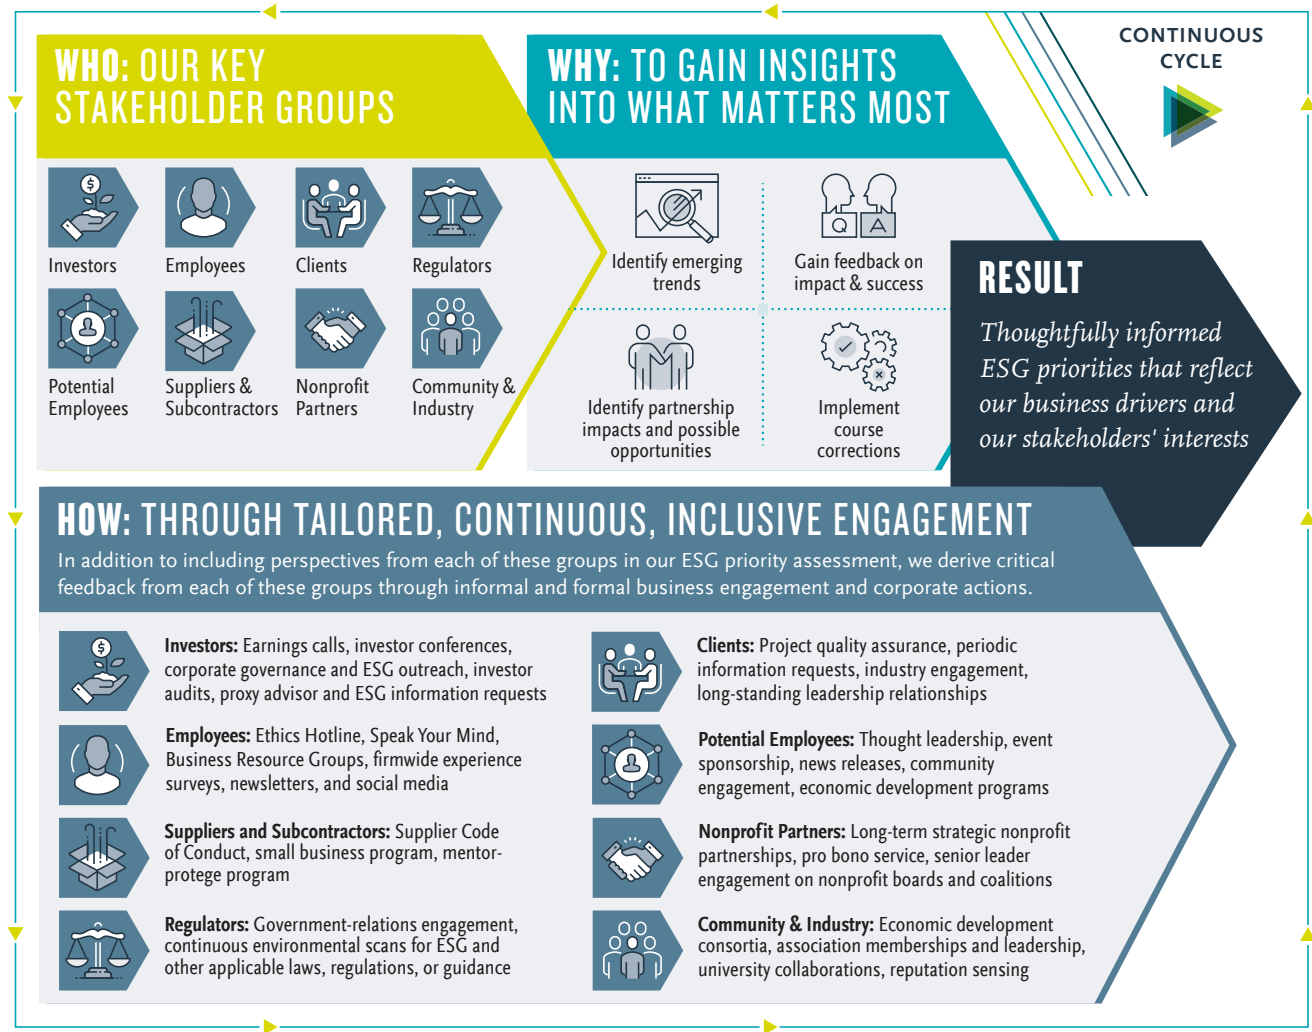 CONTINUOUS
CYCLE
WHO: OUR KEY
STAKEHOLDER GROUPS
$
Investors
Employees
Clients
Regulators
Potential
Employees
Suppliers &
Subcontractors
Nonprofit
Partners
Community &
Industry
WHY: TO GAIN INSIGHTS
INTO WHAT MATTERS MOST
Identify emerging
trends
Q A
Gain feedback on
impact & success
Identify partnership
impacts and possible
opportunities
Implement
course
corrections
RESULT
Thoughtfully informed
ESG priorities that reflect
our business drivers and
our stakeholders' interests
HOW: THROUGH TAILORED, CONTINUOUS, INCLUSIVE ENGAGEMENT
In addition to including perspectives from each of these groups in our ESG priority assessment, we derive critical
feedback from each of these groups through informal and formal business engagement and corporate actions.
$
Investors: Earnings calls, investor conferences,
corporate governance and ESG outreach, investor
audits, proxy advisor and ESG information requests
Employees: Ethics Hotline, Speak Your Mind,
Business Resource Groups, firmwide experience
surveys, newsletters, and social media
Suppliers and Subcontractors: Supplier Code
of Conduct, small business program, mentor-
protege program
Regulators: Government-relations engagement,
continuous environmental scans for ESG and
other applicable laws, regulations, or guidance
Clients: Project quality assurance, periodic
information requests, industry engagement,
long-standing leadership relationships
Potential Employees: Thought leadership, event
sponsorship, news releases, community
engagement, economic development programs
Nonprofit Partners: Long-term strategic nonprofit
partnerships, pro bono service, senior leader
engagement on nonprofit boards and coalitions
Community & Industry: Economic development
consortia, association memberships and leadership,
university collaborations, reputation sensing